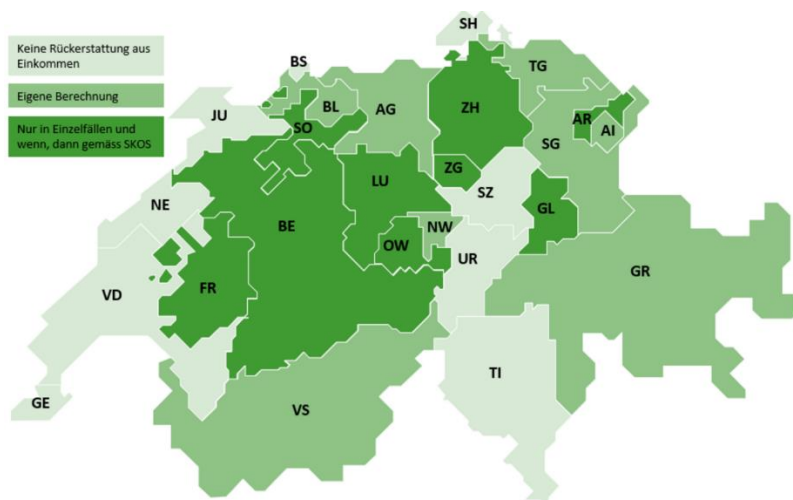 Keine Rückerstattung aus
Einkommen
Eigene Berechnung
Nur in Einzelfällen und
wenn, dann gemäss SKOS
SH
BS
TG
BL
AG
ZH
JU
SO
AR
AI
SG
ZG
LU
SZ
NE
GL
BE
NW
OW
UR
GR
FR
VD
TI
GE
VS